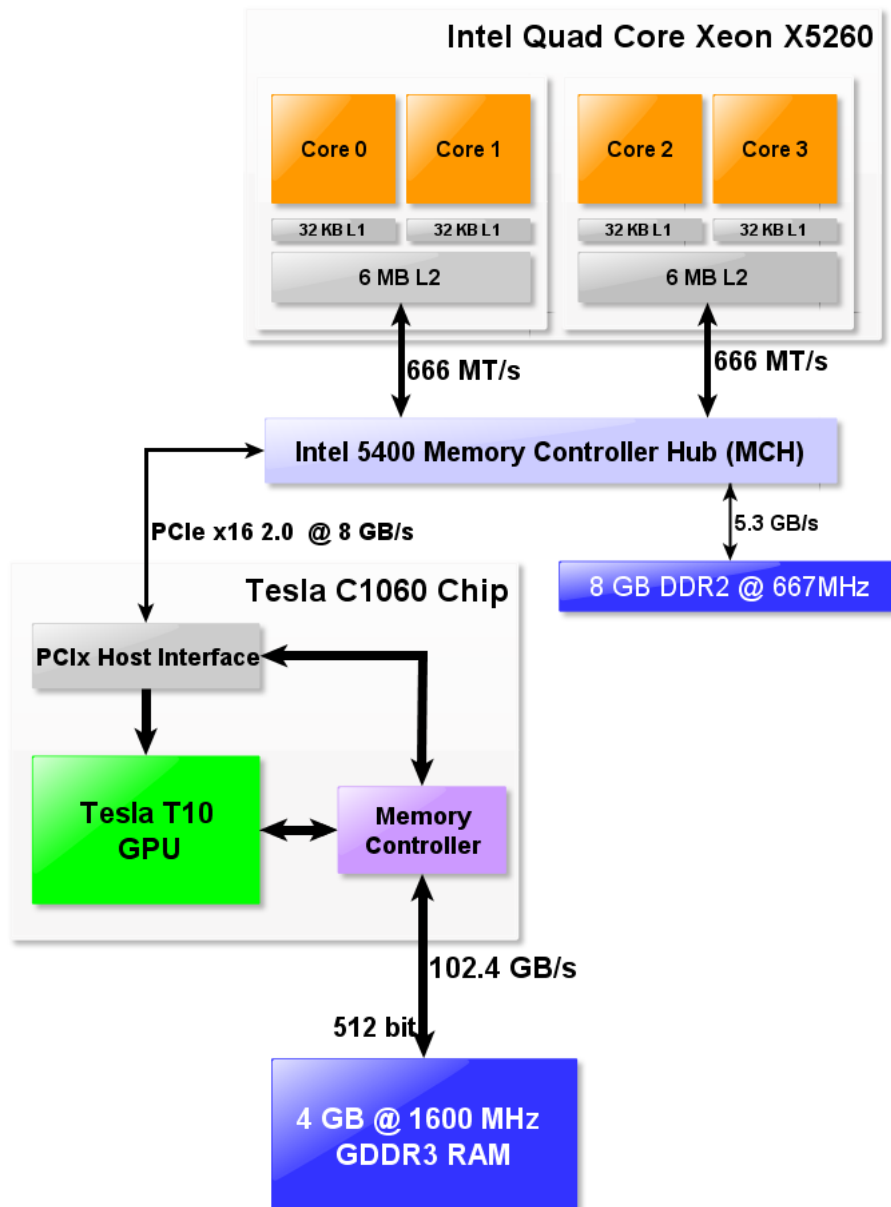 Intel Quad Core Xeon X5260
Core 0
Core 1
Core 2
Core 3
32 KB L1
32 KB L1
32 KB L1
32 KB L1
6 MB L2
6 MB L2
666 MT/s
666 MT/s
Intel 5400 Memory Controller Hub (MCH)
PCIe x16 2.0 @ 8 GB/s
5.3 GB/s
8 GB DDR2 @ 667MHz
Tesla C1060 Chip
PCIx Host Interface
Tesla T10
GPU
Memory
Controller
102.4 GB/s
512 bit
4 GB @ 1600 MHz
GDDR3 RAM